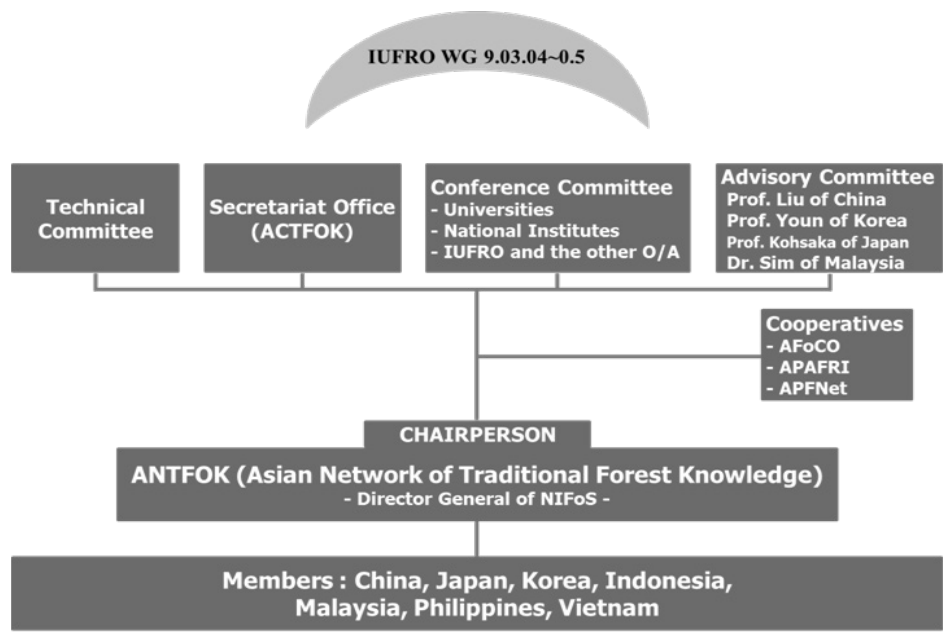 IUFRO WG 9.03.04~0.5
Technical
Committee
Secretariat Office
(ACTFOK)
Conference Committee
- Universities
- National Institutes
- IUFRO and the other O/A
Advisory Committee
Prof. Liu of China
Prof. Youn of Korea
Prof. Kohsaka of Japan
Dr. Sim of Malaysia
Cooperatives
- AFoCO
- APAFRI
- APFNet
CHAIRPERSON
ANTFOK (Asian Network of Traditional Forest Knowledge)
- Director General of NIFoS -
Members : China, Japan, Korea, Indonesia,
Malaysia, Philippines, Vietnam